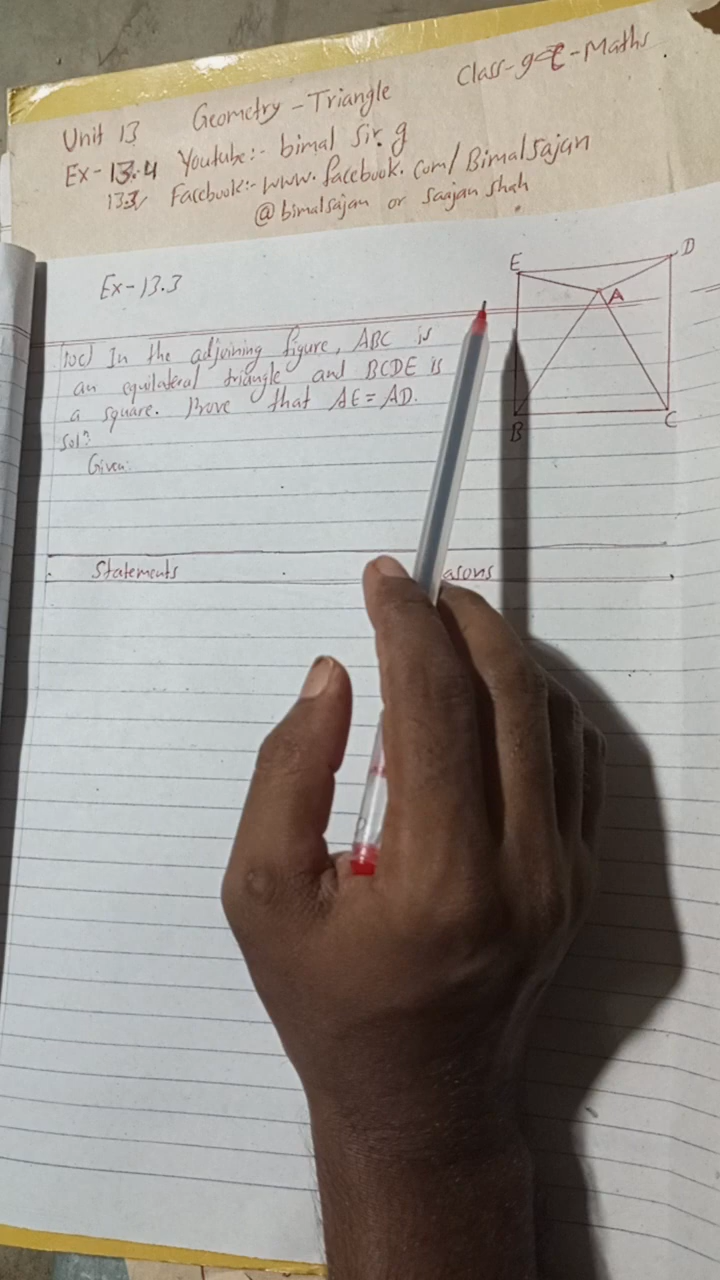 Class-9 - Maths
Unit 13 Geometry - Triangle
Ex- 13.4 Youtube:- bimal Sir. g
13.3 Facebook:- www.facebook.com/Bimalsajan
@bimalsajan or Saajan Shah
Ex-13.3
10c) In the adjoining figure, ABC is
an equilateral triangle and BCDE is
a square. Prove that AE = AD.
Solⁿ:
Given:
E
D
A
B
C
Statements
asons